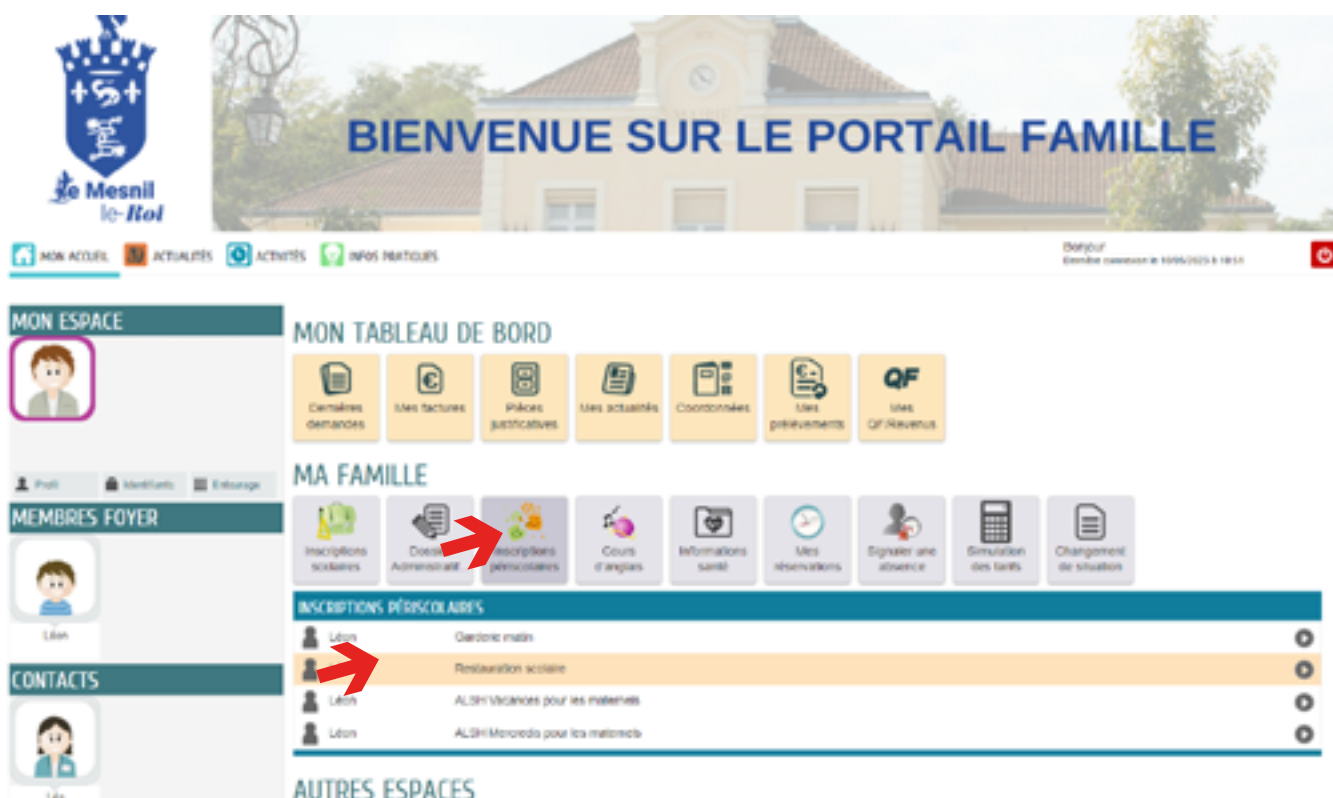 BIENVENUE SUR LE PORTAIL FAMILLE
Le Mesnil
le-Roi
MON ACCUEIL ACTUALITÉS ACTIVITÉS INFOS PRATIQUES
Bonjour
Dernière connexion le
MON ESPACE
Profil Identifiants Entourage
MEMBRES FOYER
Léon
CONTACTS
Léa
MON TABLEAU DE BORD
Dernières demandes
Mes factures
Pièces justificatives
Mes actualités
Coordonnées
Mes prélèvements
QF
Mes QF/Revenus
MA FAMILLE
Inscriptions scolaires
Administratif
périscolaires
Cours d'anglais
Informations santé
Mes réservations
Signaler une absence
Simulation des tarifs
Changement de situation
INSCRIPTIONS PÉRISCOLAIRES
Léon Garderie matin
Restauration scolaire
Léon ALSH Vacances pour les maternels
Léon ALSH Mercredis pour les maternels
AUTRES ESPACES